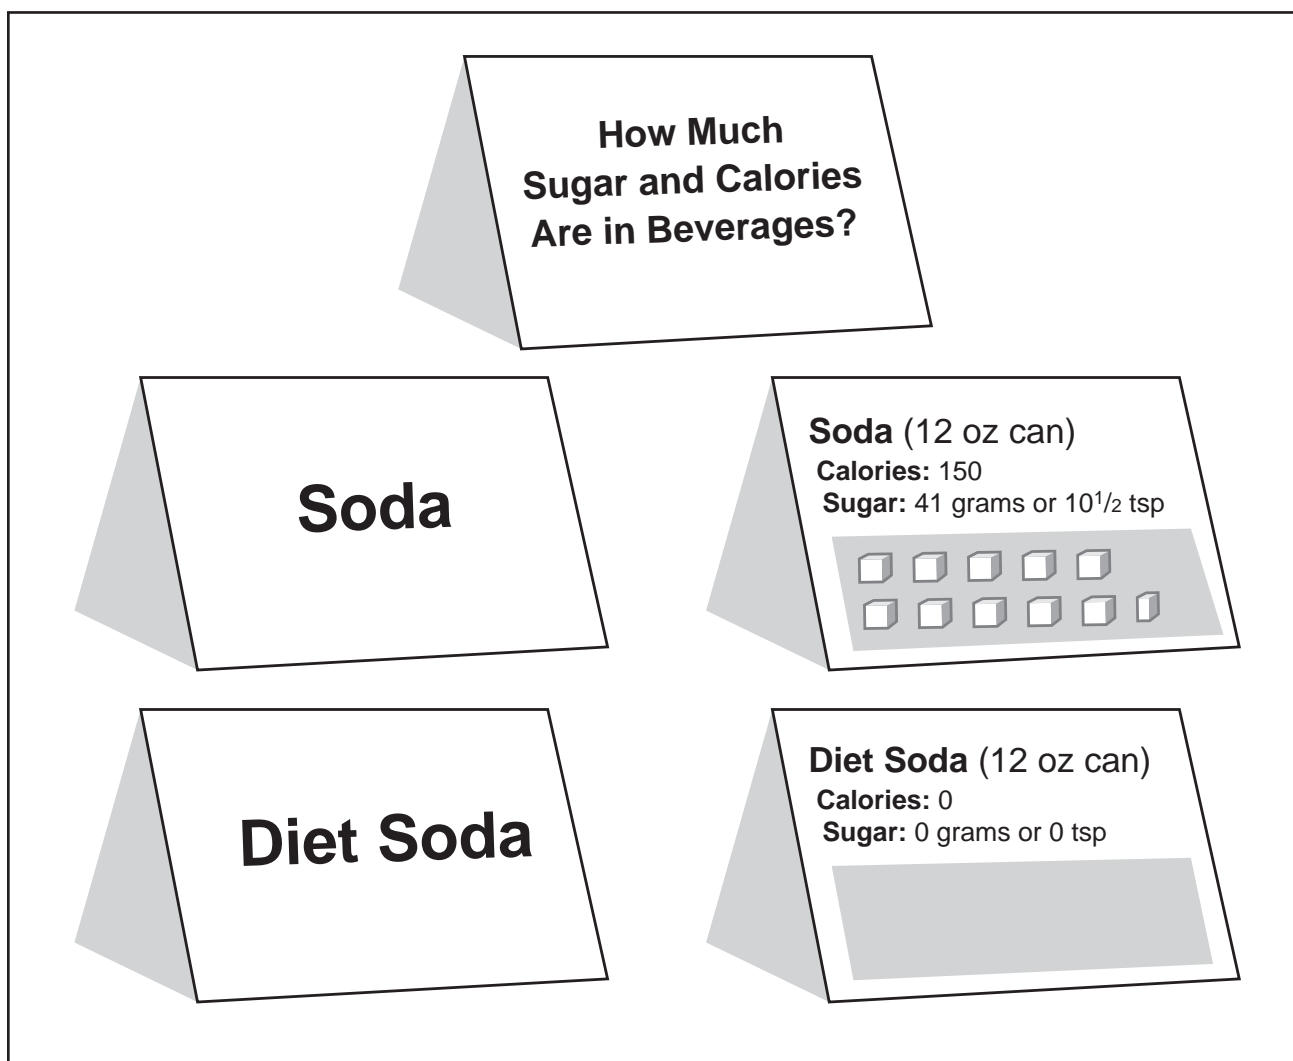 How Much
Sugar and Calories
Are in Beverages?
Soda
Soda (12 oz can)
Calories: 150
Sugar: 41 grams or 10 1/2 tsp
Diet Soda
Diet Soda (12 oz can)
Calories: 0
Sugar: 0 grams or 0 tsp